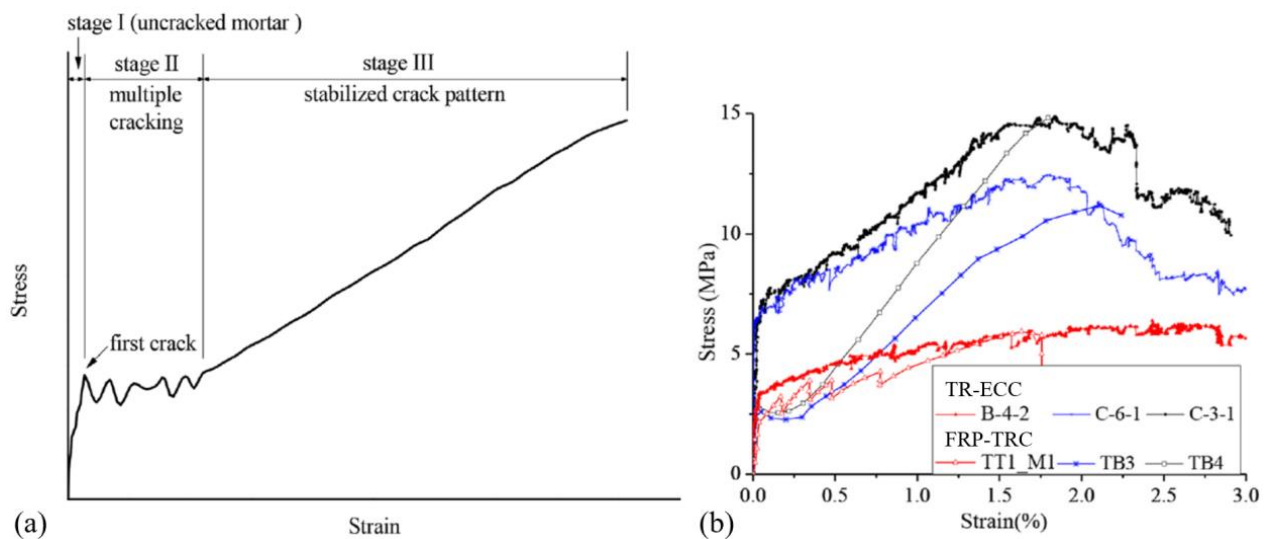 stage I (uncracked mortar )
stage II
stage III
multiple
cracking
stabilized crack pattern
first crack
Stress
Strain
(a)
15
10
5
0
Stress (MPa)
TR-ECC
B-4-2 C-6-1 C-3-1
FRP-TRC
TT1_M1 TB3 TB4
0.0 0.5 1.0 1.5 2.0 2.5 3.0
Strain(%)
(b)